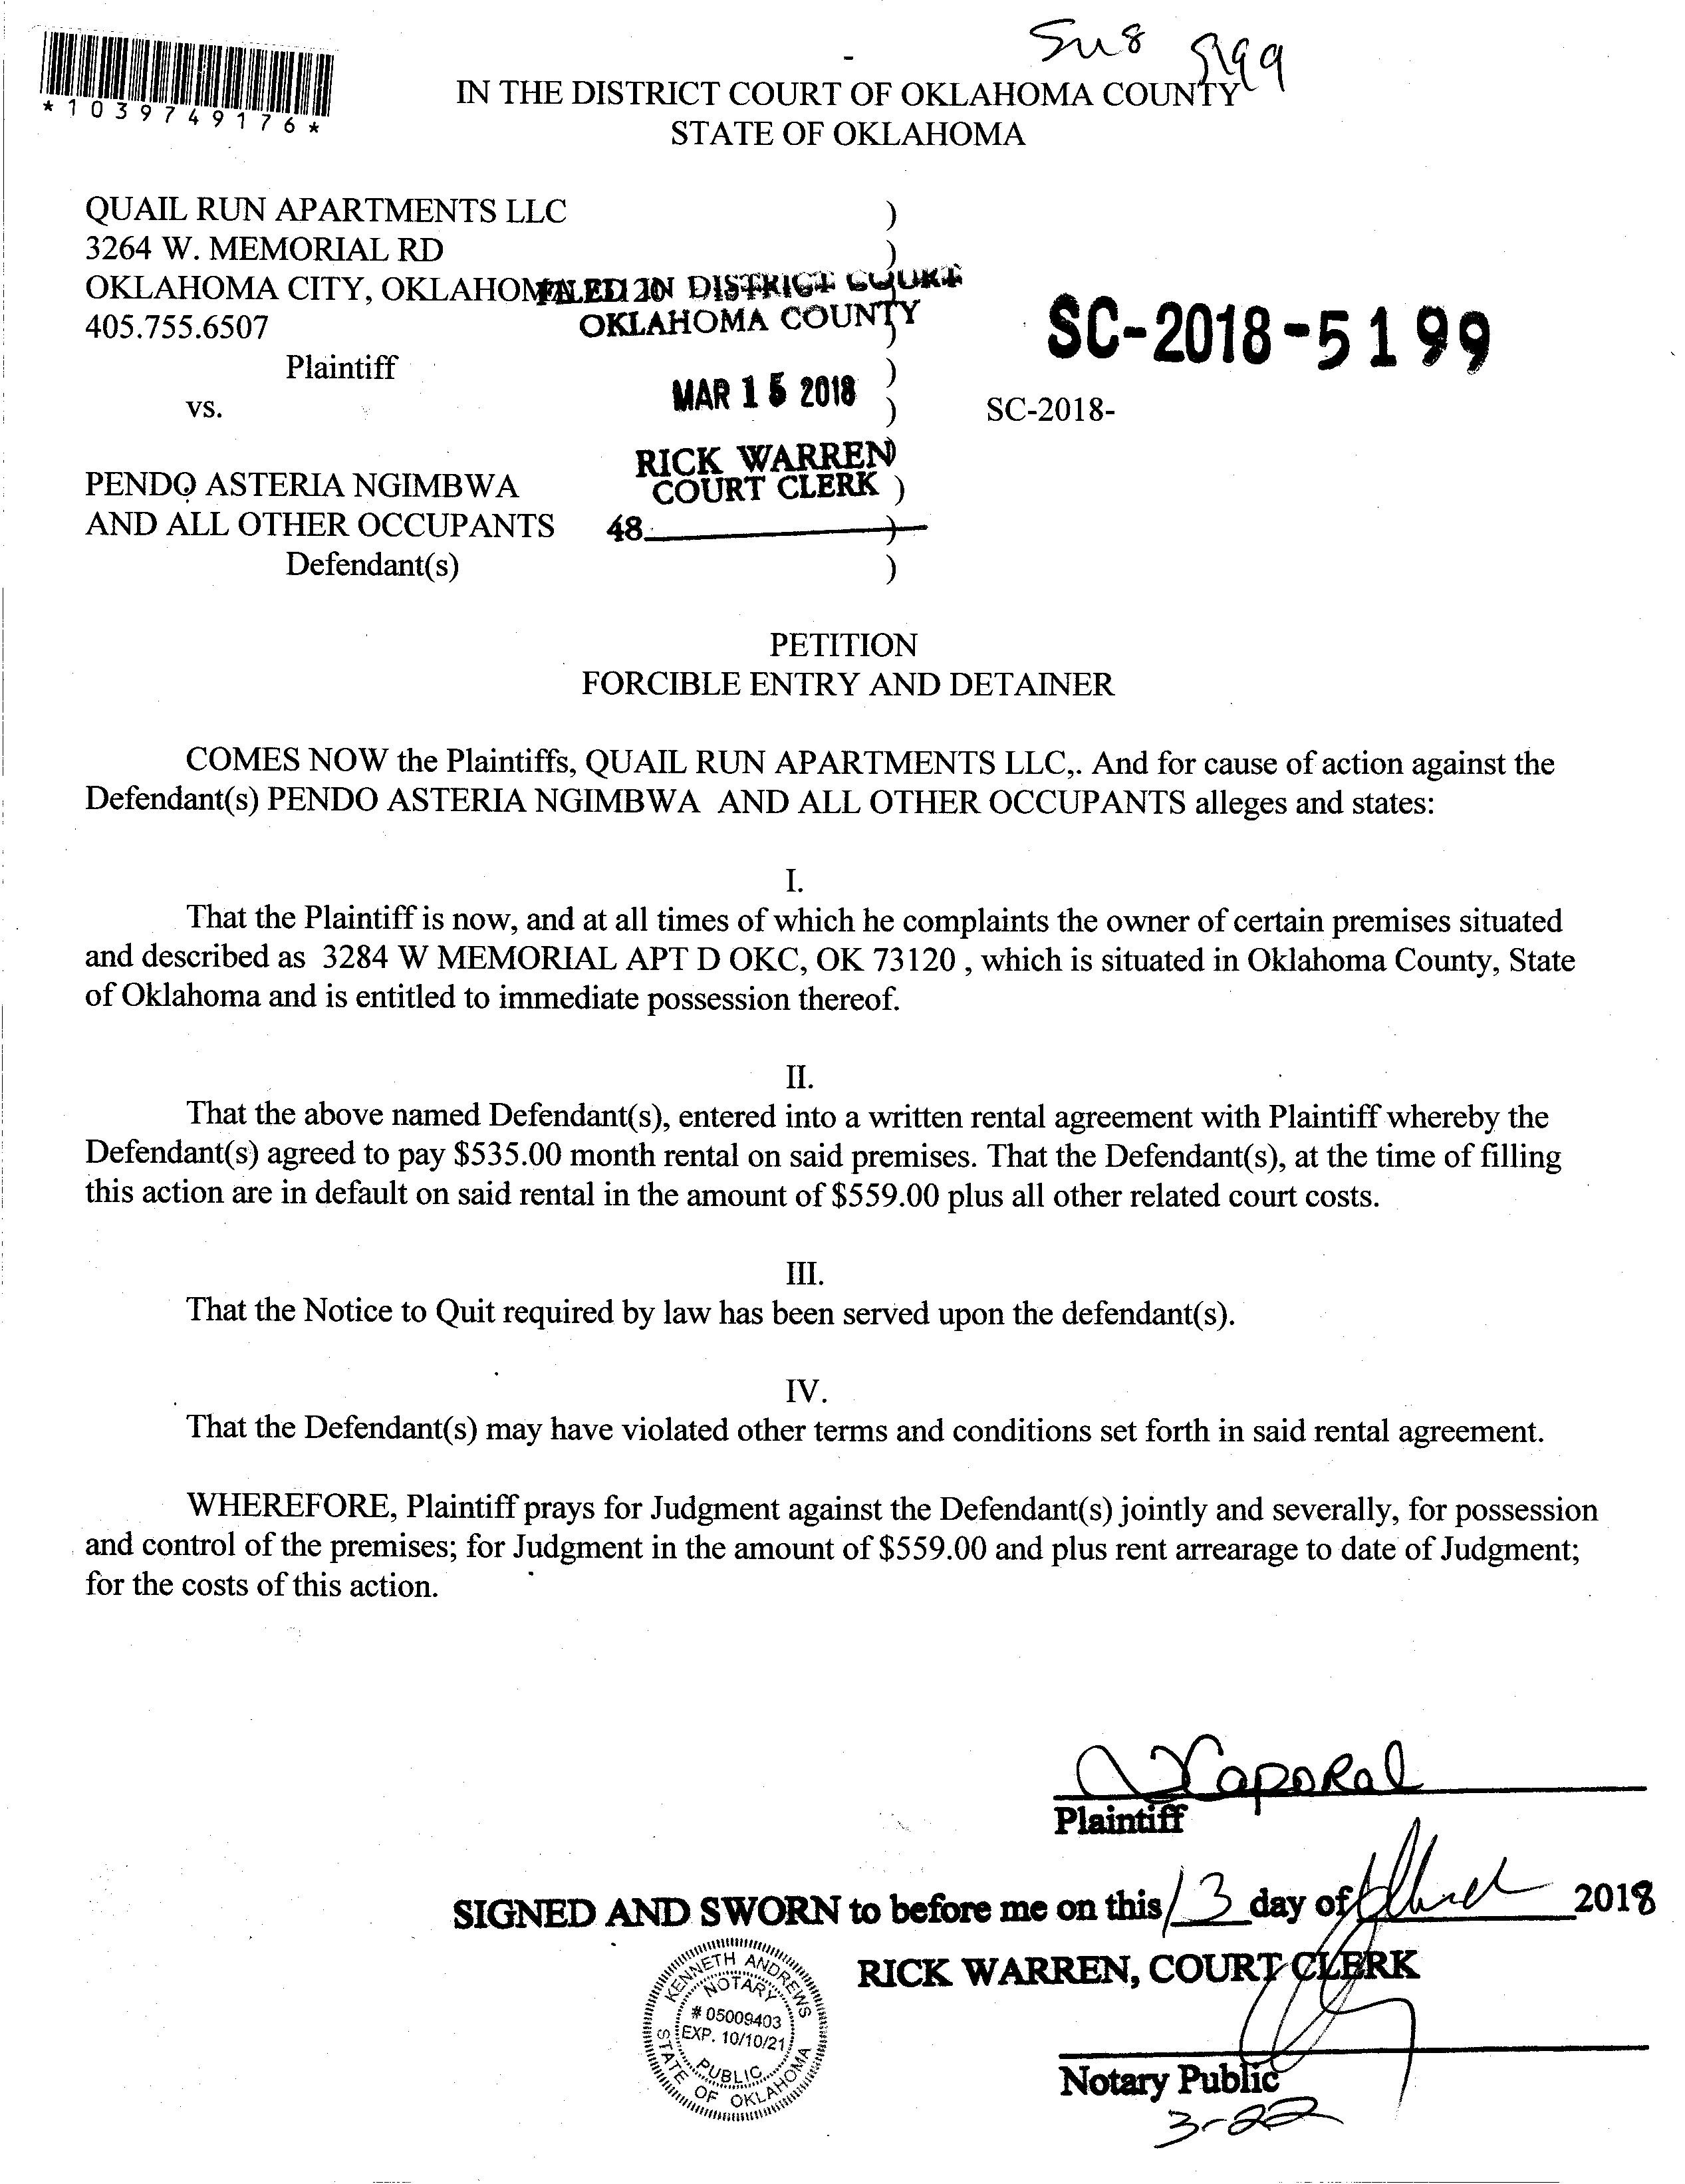 Su8 5199
*1039749176*
IN THE DISTRICT COURT OF OKLAHOMA COUNTY
STATE OF OKLAHOMA
QUAIL RUN APARTMENTS LLC )
3264 W. MEMORIAL RD )
OKLAHOMA CITY, OKLAHOMA
FILED IN DISTRICT COURT
405.755.6507 )
OKLAHOMA COUNTY
SC-2018-5199
Plaintiff )
MAR 15 2018
vs. ) SC-2018-
RICK WARREN
PENDO ASTERIA NGIMBWA )
COURT CLERK
AND ALL OTHER OCCUPANTS )
48
Defendant(s) )
PETITION
FORCIBLE ENTRY AND DETAINER
COMES NOW the Plaintiffs, QUAIL RUN APARTMENTS LLC,. And for cause of action against the
Defendant(s) PENDO ASTERIA NGIMBWA AND ALL OTHER OCCUPANTS alleges and states:
I.
That the Plaintiff is now, and at all times of which he complaints the owner of certain premises situated
and described as 3284 W MEMORIAL APT D OKC, OK 73120 , which is situated in Oklahoma County, State
of Oklahoma and is entitled to immediate possession thereof.
II.
That the above named Defendant(s), entered into a written rental agreement with Plaintiff whereby the
Defendant(s) agreed to pay $535.00 month rental on said premises. That the Defendant(s), at the time of filling
this action are in default on said rental in the amount of $559.00 plus all other related court costs.
III.
That the Notice to Quit required by law has been served upon the defendant(s).
IV.
That the Defendant(s) may have violated other terms and conditions set forth in said rental agreement.
WHEREFORE, Plaintiff prays for Judgment against the Defendant(s) jointly and severally, for possession
and control of the premises; for Judgment in the amount of $559.00 and plus rent arrearage to date of Judgment;
for the costs of this action.
Caporal
Plaintiff
SIGNED AND SWORN to before me on this 13 day of March 2018
RICK WARREN, COURT CLERK
KENNETH ANDREWS
NOTARY
# 05009403
EXP. 10/10/21
PUBLIC
STATE OF OKLAHOMA
Notary Public
3-22